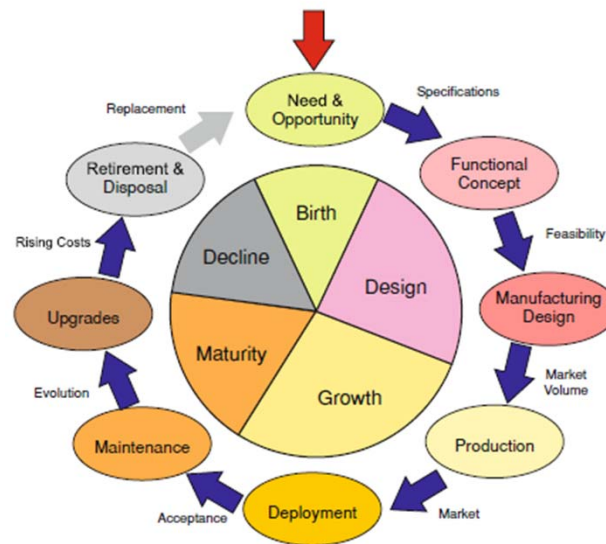 Need &
Opportunity
Specifications
Functional
Concept
Feasibility
Manufacturing
Design
Market
Volume
Production
Market
Deployment
Acceptance
Maintenance
Evolution
Upgrades
Rising Costs
Retirement &
Disposal
Replacement
Birth
Design
Growth
Maturity
Decline